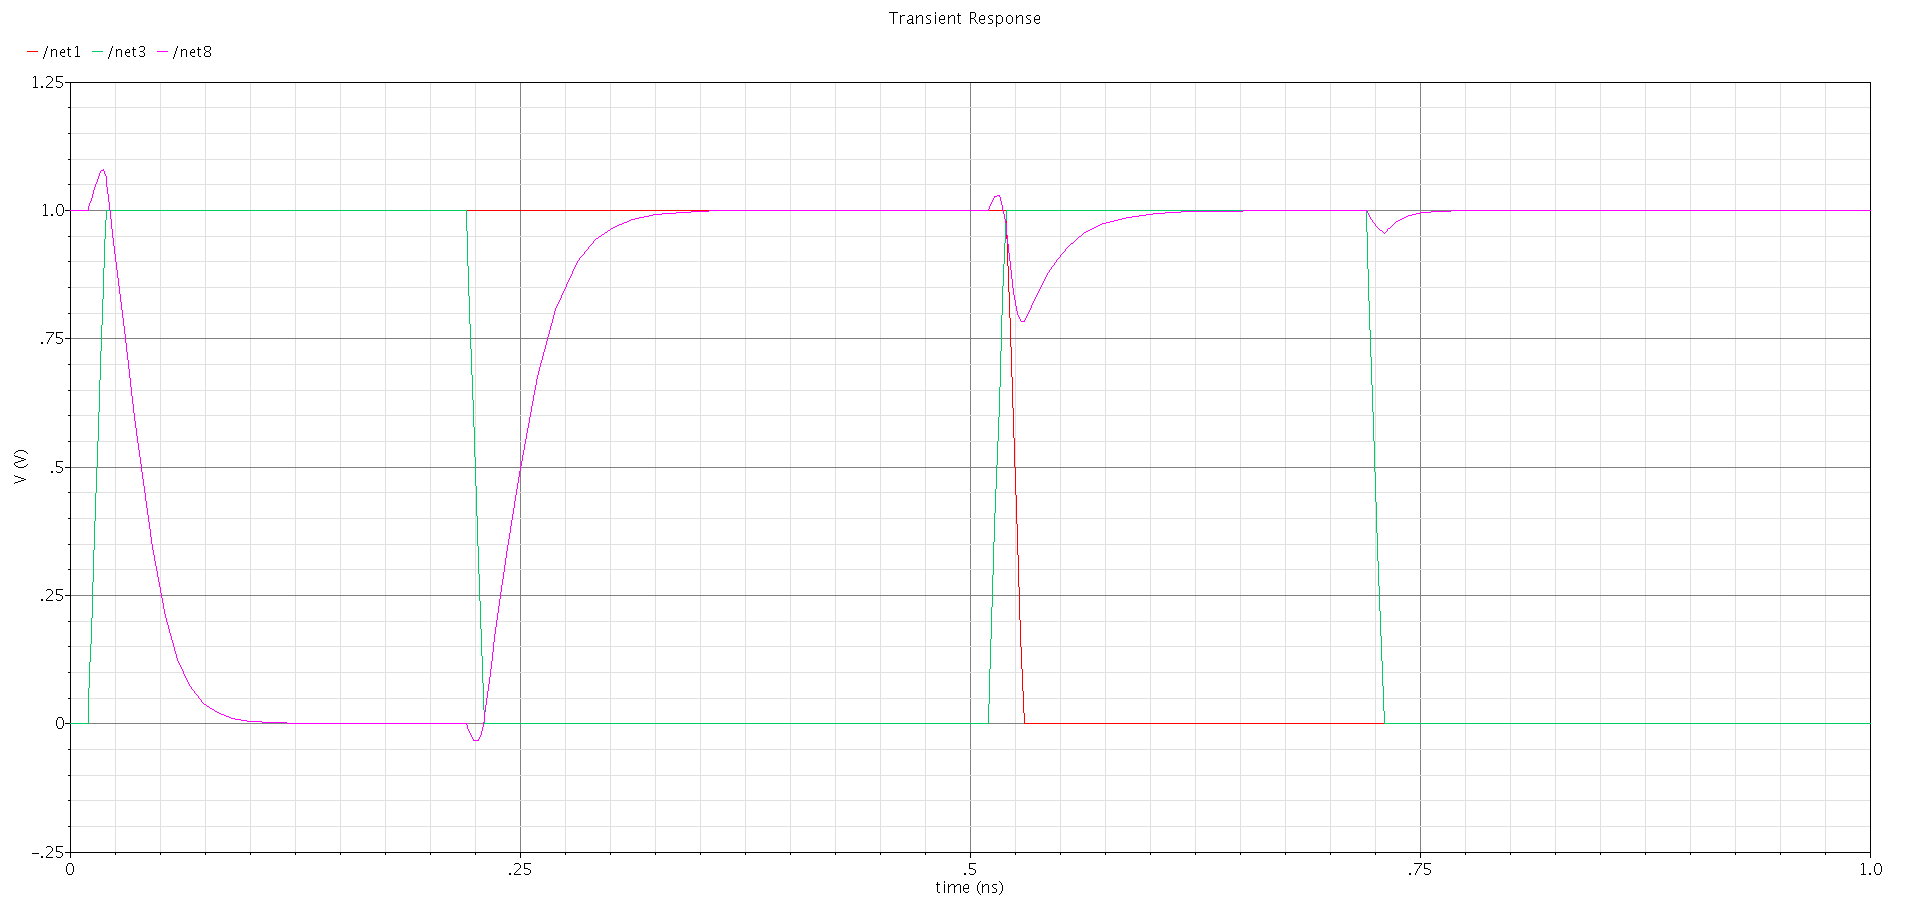 Transient Response
/net1 /net3 /net8
1.25
1.0
.75
.5
.25
0
-.25
V (V)
0 .25 .5 .75 1.0
time (ns)